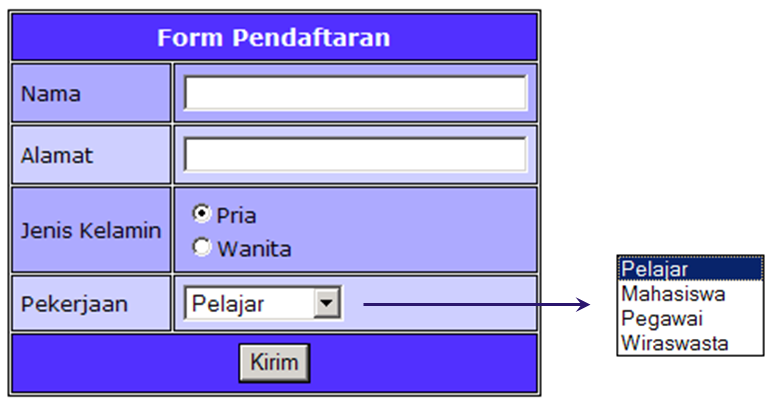 Form Pendaftaran
Nama
Alamat
Jenis Kelamin
Pria
Wanita
Pekerjaan
Pelajar
Kirim
Pelajar
Mahasiswa
Pegawai
Wiraswasta